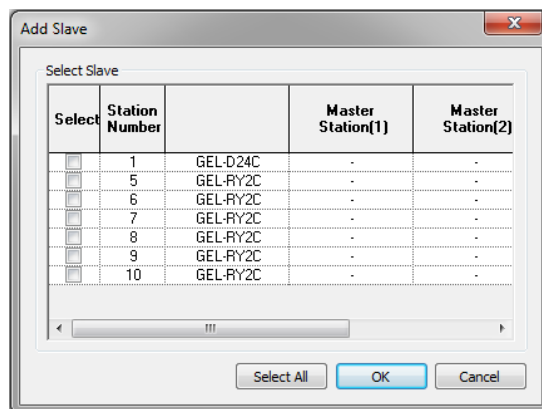 Add Slave
Select Slave
Select Station Number Master Station(1) Master Station(2)
1 GEL-D24C - -
5 GEL-RY2C - -
6 GEL-RY2C - -
7 GEL-RY2C - -
8 GEL-RY2C - -
9 GEL-RY2C - -
10 GEL-RY2C - -
Select All OK Cancel